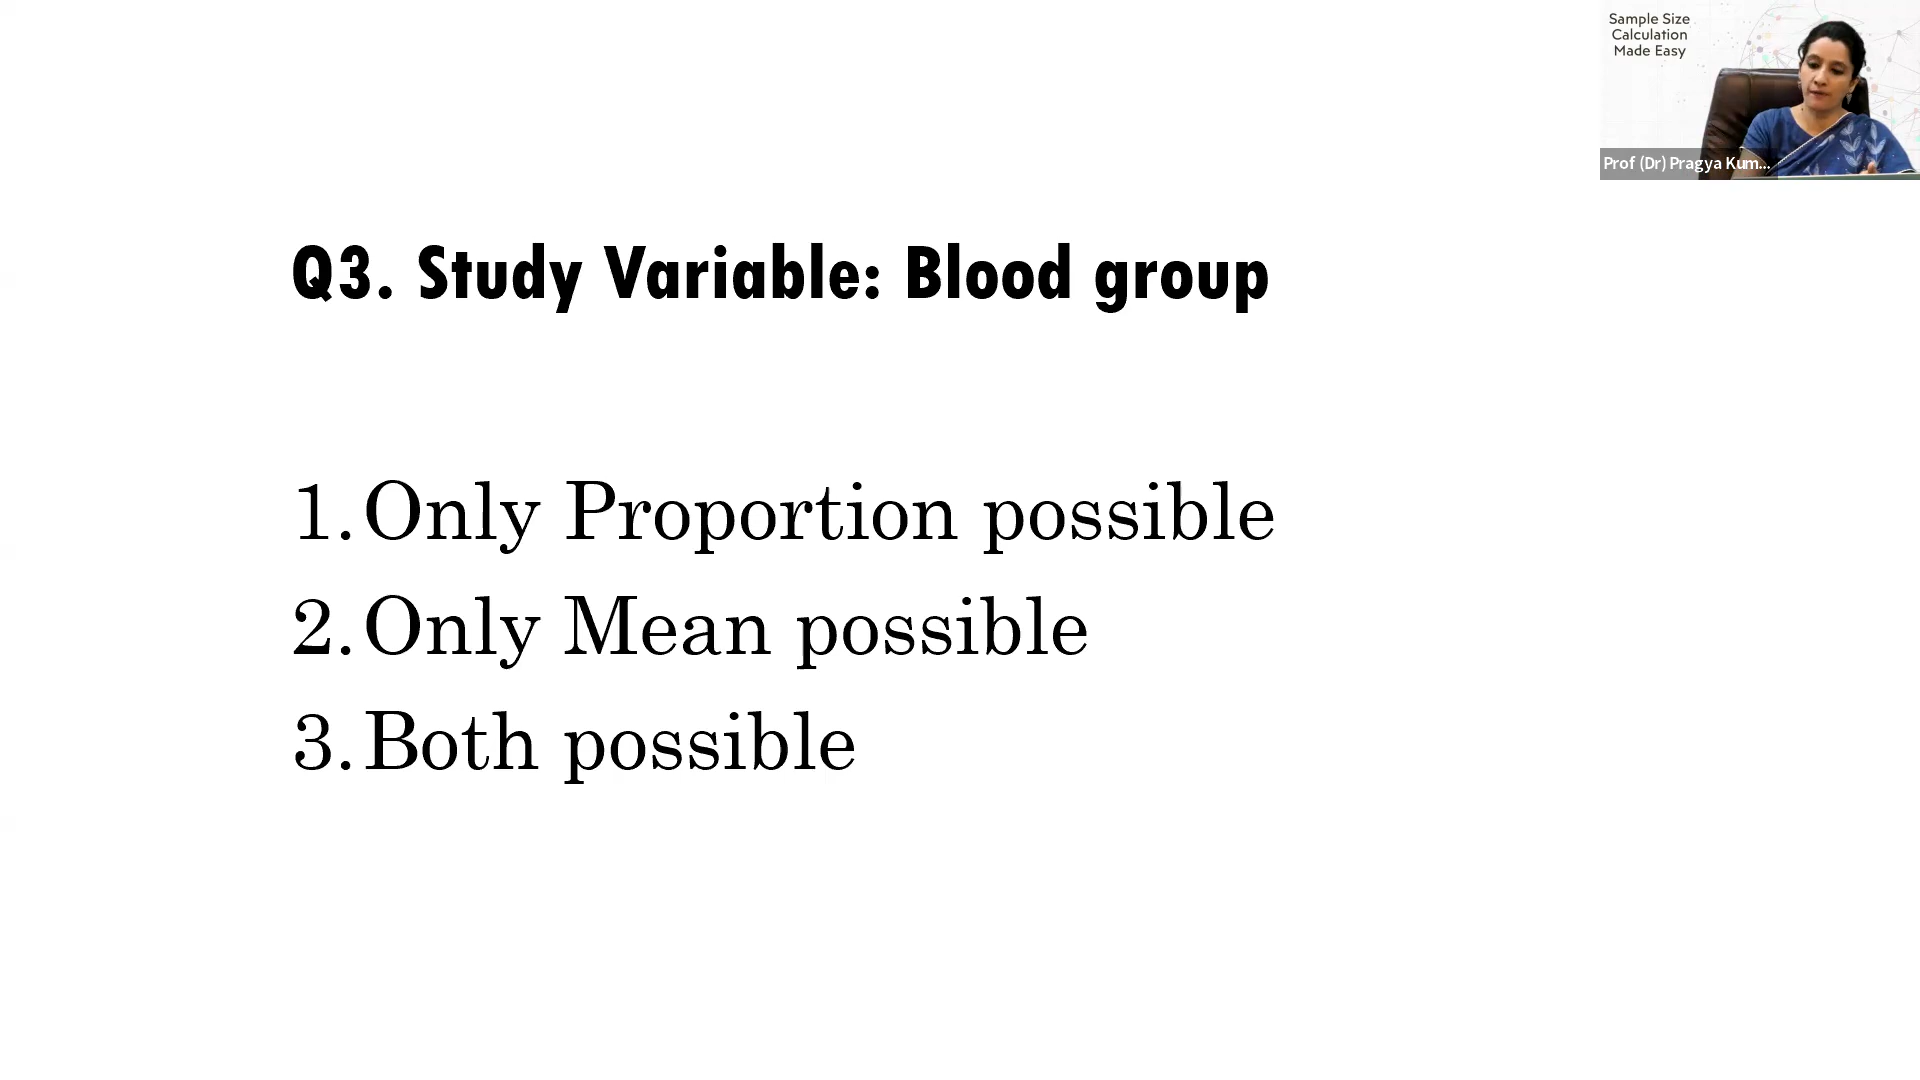 Sample Size
Calculation
Made Easy
Prof (Dr) Pragya Kum...
Q3. Study Variable: Blood group
1. Only Proportion possible
2. Only Mean possible
3. Both possible